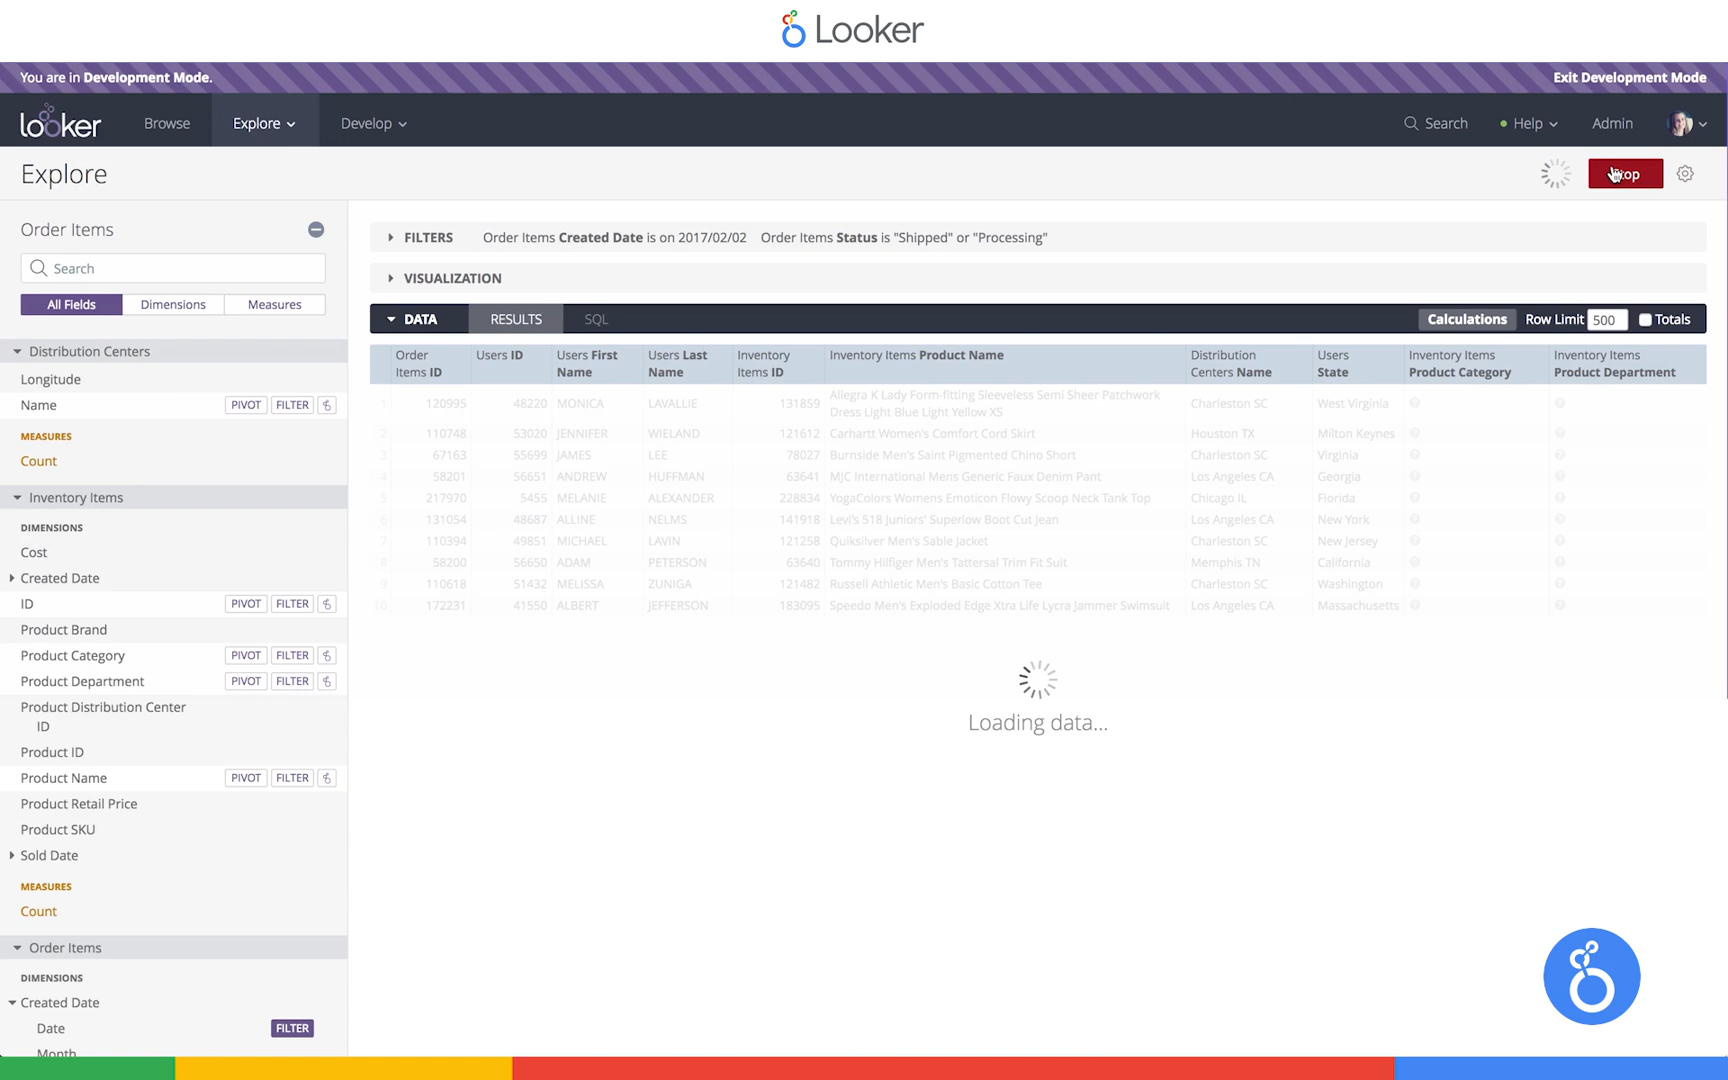 Looker
You are in Development Mode.
Exit Development Mode
looker
Browse
Explore
Develop
Search
Help
Admin
Explore
Order Items
Search
All Fields
Dimensions
Measures
Distribution Centers
Longitude
Name PIVOT FILTER
MEASURES
Count
Inventory Items
DIMENSIONS
Cost
Created Date
ID PIVOT FILTER
Product Brand
Product Category PIVOT FILTER
Product Department PIVOT FILTER
Product Distribution Center
ID
Product ID
Product Name PIVOT FILTER
Product Retail Price
Product SKU
Sold Date
MEASURES
Count
Order Items
DIMENSIONS
Created Date
Date FILTER
Month
FILTERS Order Items Created Date is on 2017/02/02 Order Items Status is "Shipped" or "Processing"
VISUALIZATION
DATA RESULTS SQL Calculations Row Limit 500 Totals
Order Items ID Users ID Users First Name Users Last Name Inventory Items ID Inventory Items Product Name Distribution Centers Name Users State Inventory Items Product Category Inventory Items Product Department
1 120995 48220 MONICA LAVALLIE 131859 Allegra K Lady Form-fitting Sleeveless Semi Sheer Patchwork Dress Light Blue Light Yellow XS Charleston SC West Virginia
2 110748 53020 JENNIFER WIELAND 121612 Carhartt Women's Comfort Cord Skirt Houston TX Milton Keynes
3 67163 55699 JAMES LEE 78027 Burnside Men's Saint Pigmented Chino Short Charleston SC Virginia
4 58201 56651 ANDREW HUFFMAN 63641 MJC International Mens Generic Faux Denim Pant Los Angeles CA Georgia
5 217970 5455 MELANIE ALEXANDER 228834 YogaColors Womens Emoticon Flowy Scoop Neck Tank Top Chicago IL Florida
6 131054 48687 ALLINE NELMS 141918 Levi's 518 Juniors' Superlow Boot Cut Jean Los Angeles CA New York
7 110394 49851 MICHAEL LAVIN 121258 Quiksilver Men's Sable Jacket Charleston SC New Jersey
8 58200 56650 ADAM PETERSON 63640 Tommy Hilfiger Men's Tattersal Trim Fit Suit Memphis TN California
9 110618 51432 MELISSA ZUNIGA 121482 Russell Athletic Men's Basic Cotton Tee Charleston SC Washington
10 172231 41550 ALBERT JEFFERSON 183095 Speedo Men's Exploded Edge Xtra Life Lycra Jammer Swimsuit Los Angeles CA Massachusetts
Loading data...